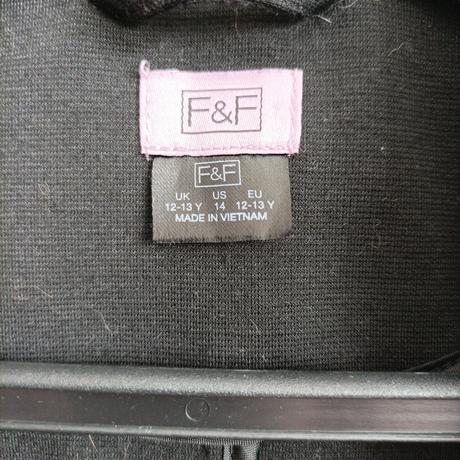 F&F
F&F
UK US EU
12-13 Y 14 12-13 Y
MADE IN VIETNAM